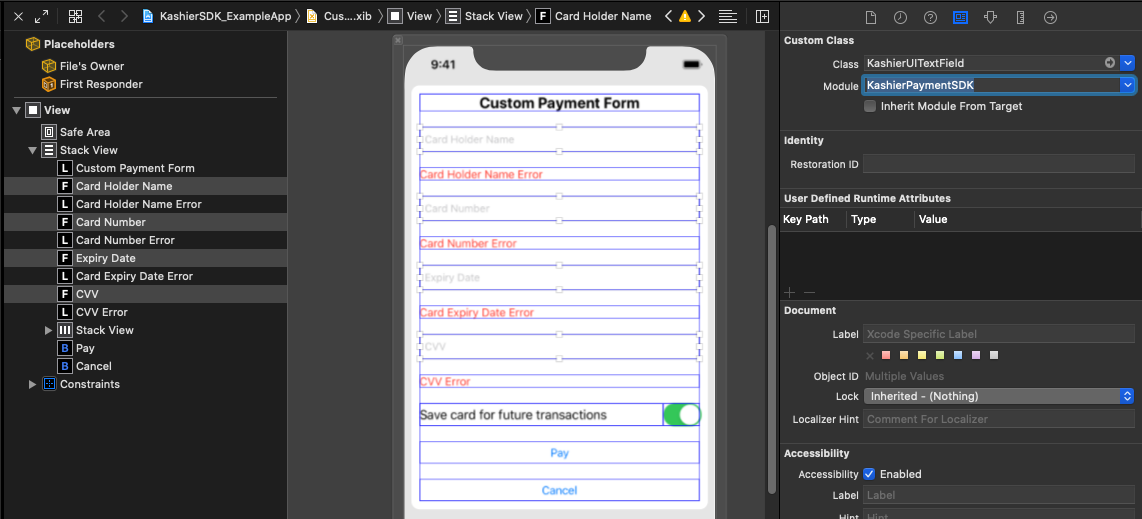 KashierSDK_ExampleApp
Cus....xib
View
Stack View
F Card Holder Name
Placeholders
File's Owner
First Responder
View
Safe Area
Stack View
L Custom Payment Form
F Card Holder Name
L Card Holder Name Error
F Card Number
L Card Number Error
F Expiry Date
L Card Expiry Date Error
F CVV
L CVV Error
Stack View
B Pay
B Cancel
Constraints
9:41
Custom Payment Form
Card Holder Name
Card Holder Name Error
Card Number
Card Number Error
Expiry Date
Card Expiry Date Error
CVV
CVV Error
Save card for future transactions
Pay
Cancel
Custom Class
Class KashierUITextField
Module KashierPaymentSDK
Inherit Module From Target
Identity
Restoration ID
User Defined Runtime Attributes
Key Path Type Value
Document
Label Xcode Specific Label
Object ID Multiple Values
Lock Inherited - (Nothing)
Localizer Hint Comment For Localizer
Accessibility
Accessibility Enabled
Label Label
Hint Hint